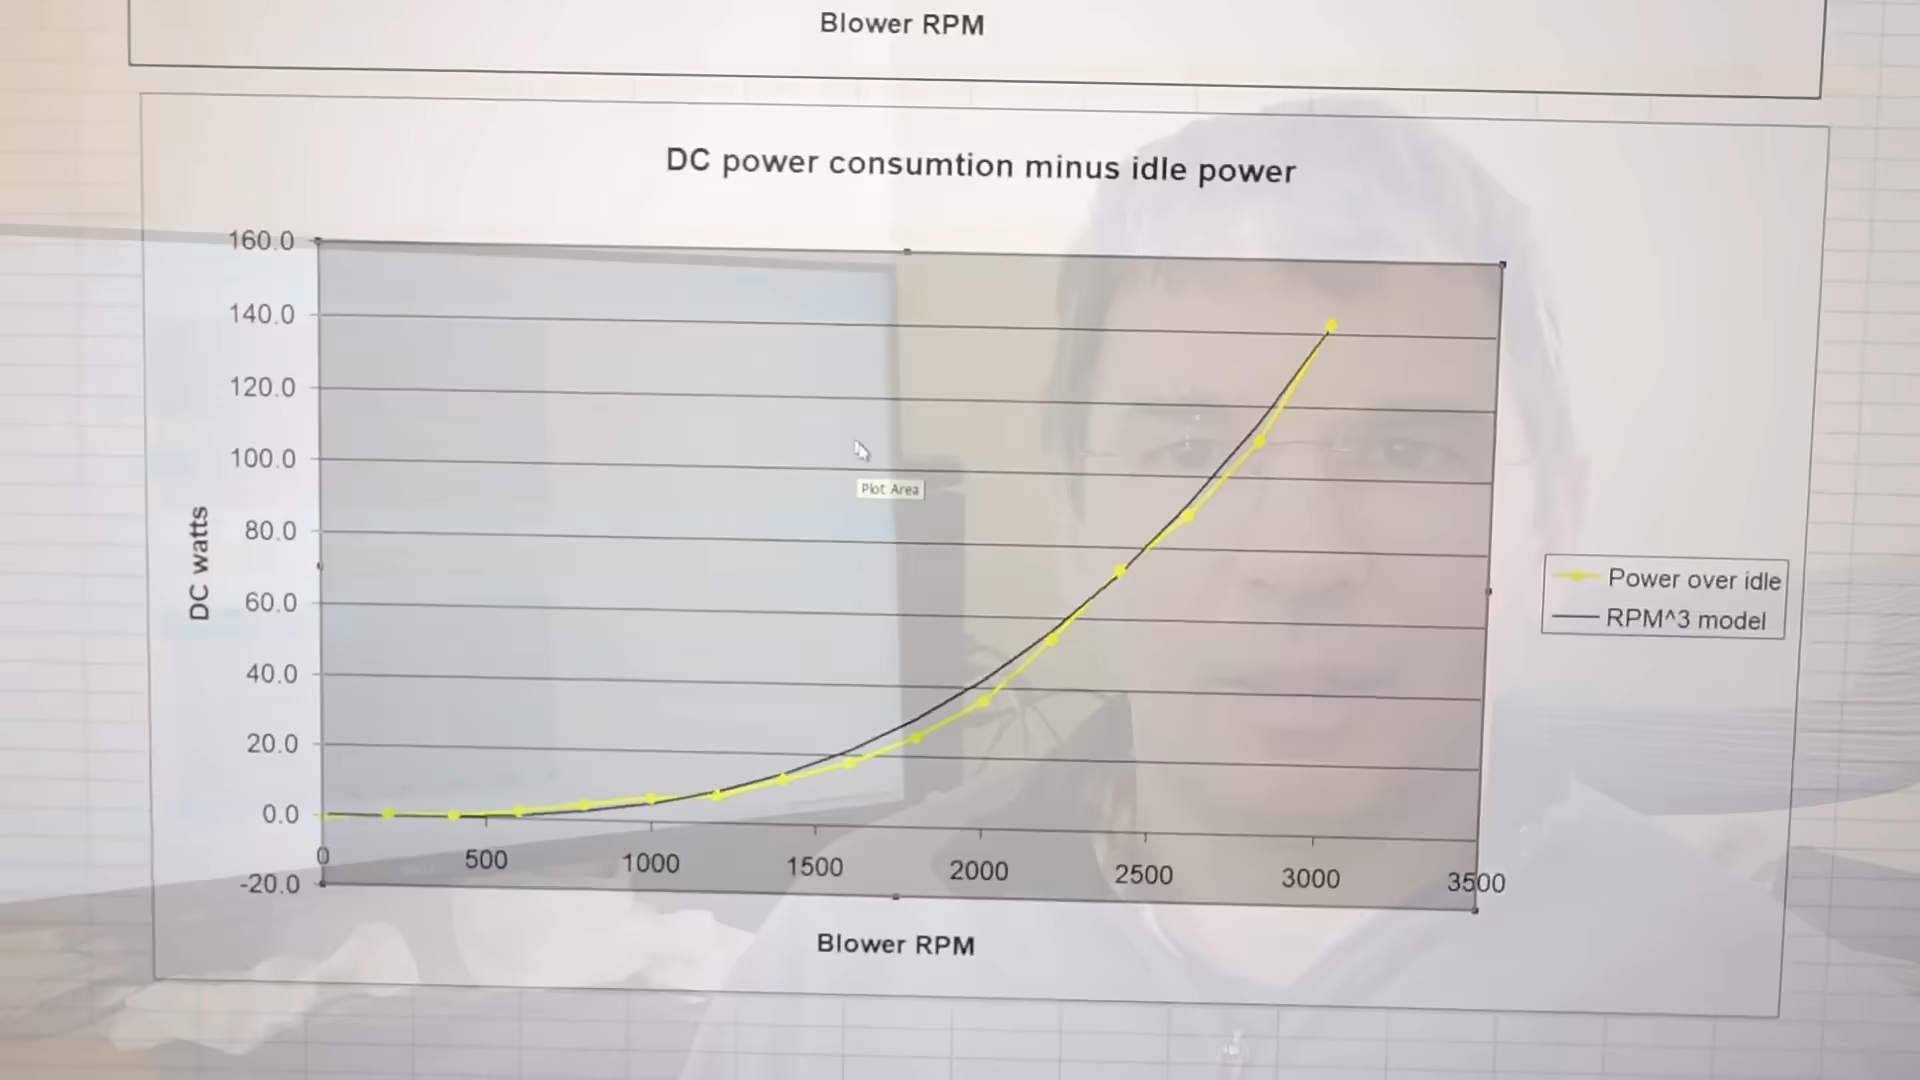 Blower RPM
DC power consumtion minus idle power
160.0
140.0
120.0
100.0
80.0
60.0
40.0
20.0
0.0
-20.0
DC watts
Plot Area
0 500 1000 1500 2000 2500 3000 3500
Blower RPM
Power over idle
RPM^3 model